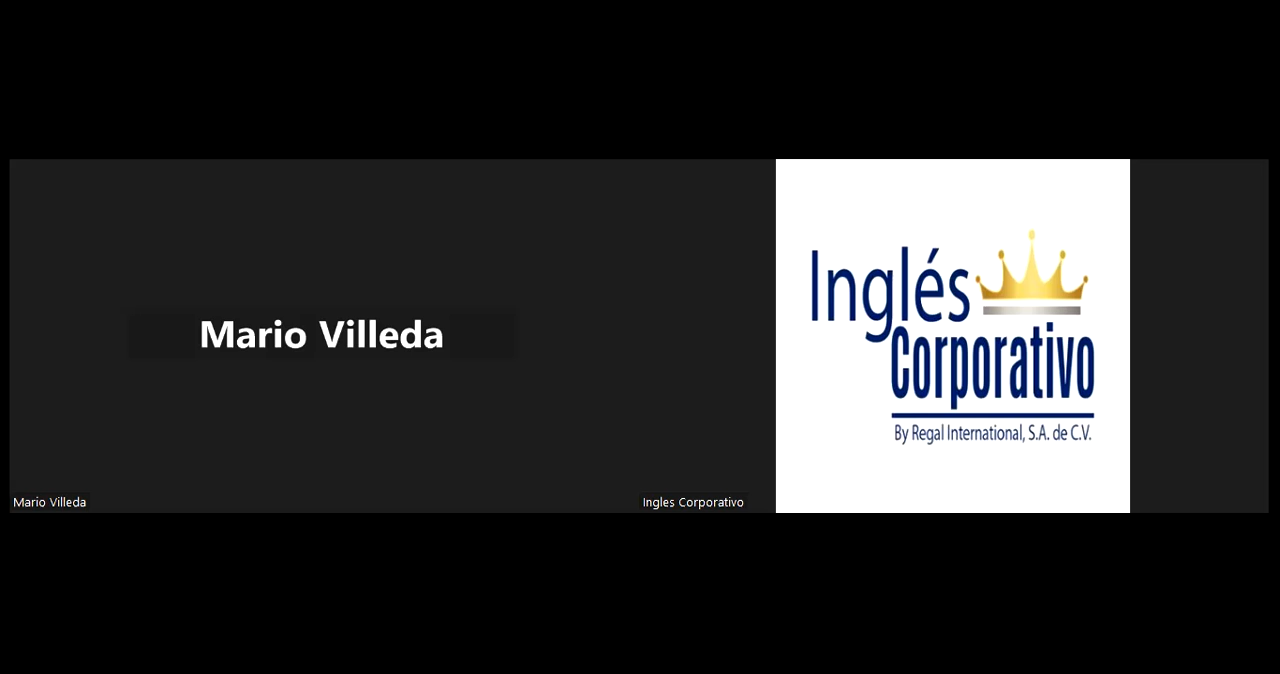 Mario Villeda
Inglés
Corporativo
By Regal International, S.A. de C.V.
Mario Villeda
Ingles Corporativo